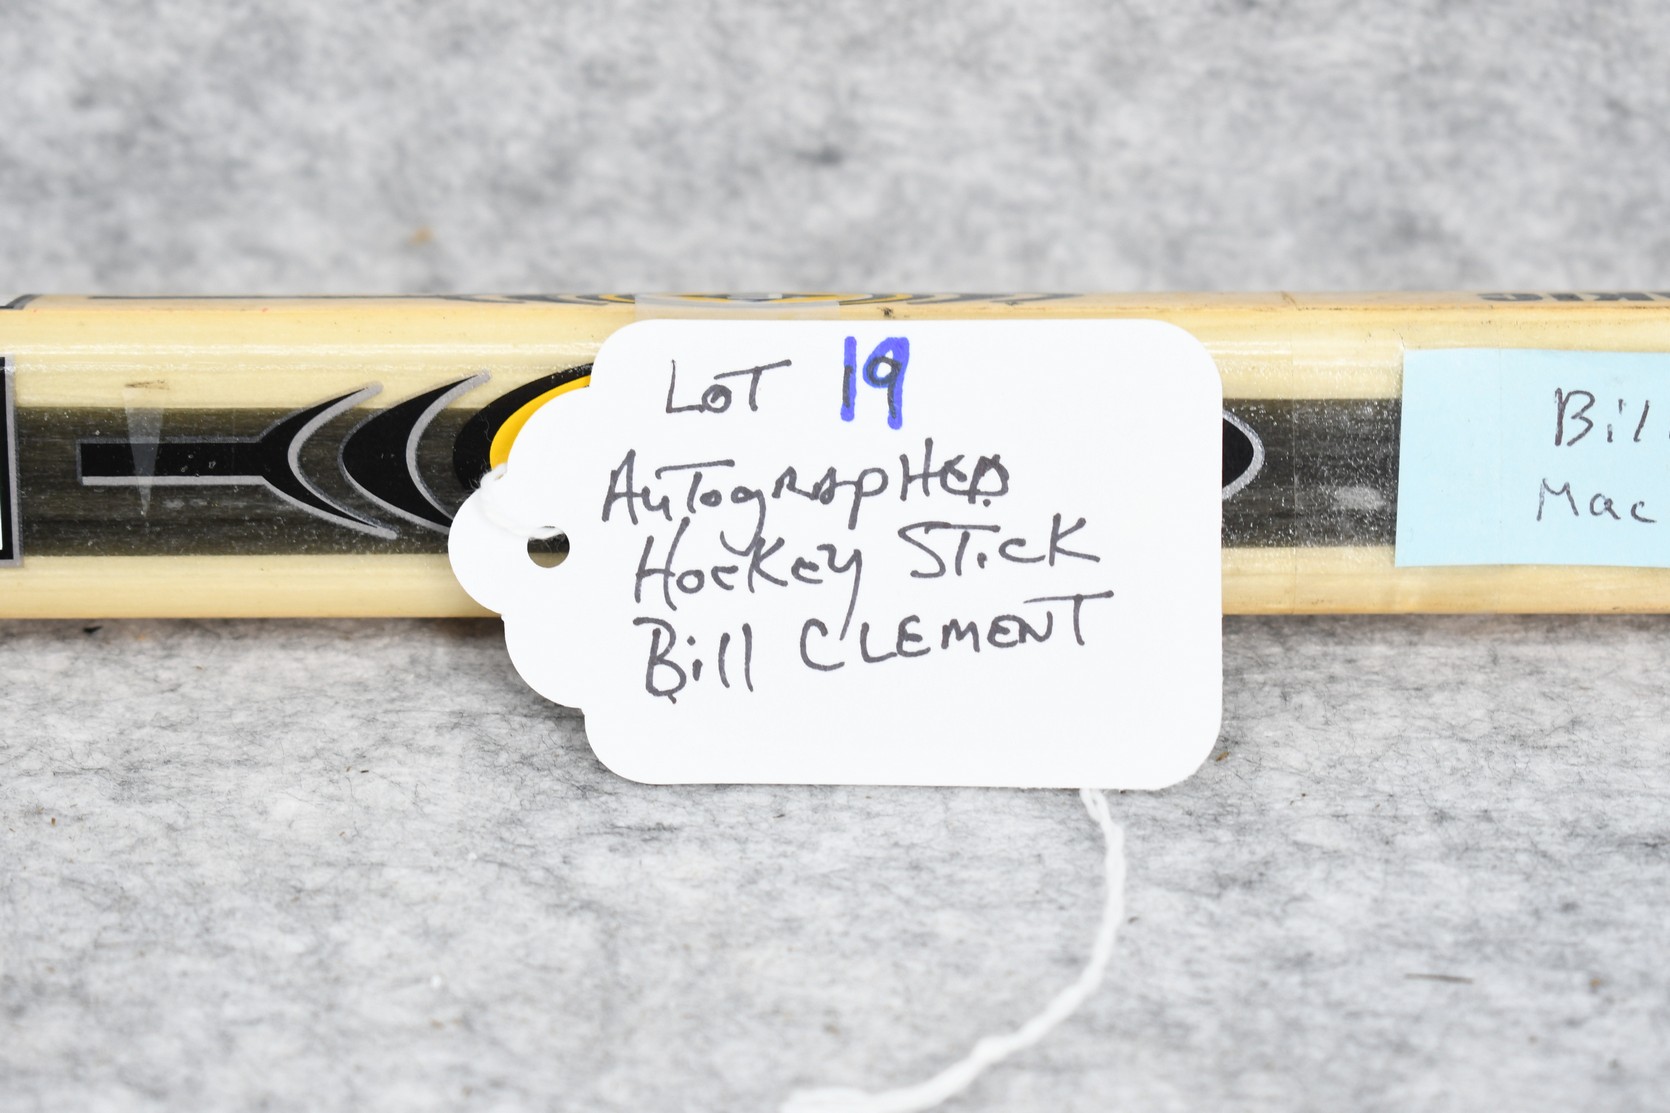 LOT 19
AUTographed
Hockey STick
Bill CLEMENT
Bil
Mac